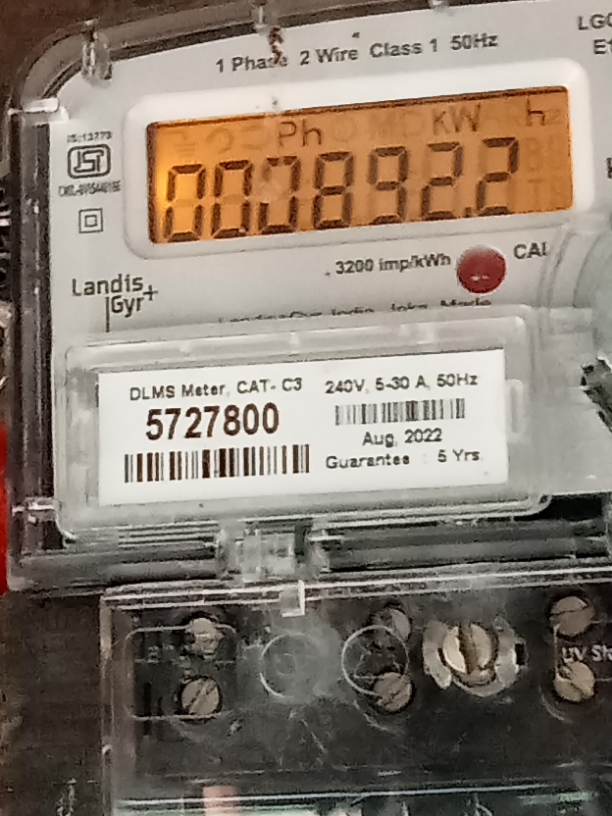 1 Phase 2 Wire Class 1 50Hz
IS:13779
Ph KW h
000892.2
3200 imp/kWh
CAL
Landis
Gyr+
DLMS Meter, CAT- C3
5727800
240V, 5-30 A, 50Hz
Aug, 2022
Guarantee : 5 Yrs